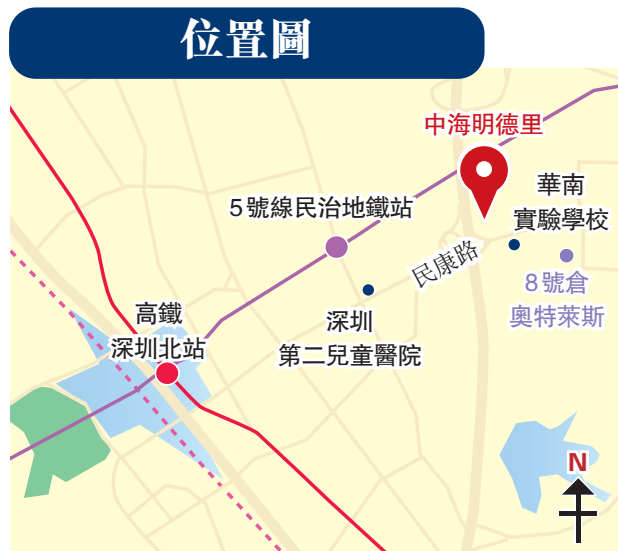 位置圖
中海明德里
華南
實驗學校
5號線民治地鐵站
民康路
8號倉
奧特萊斯
高鐵
深圳北站
深圳
第二兒童醫院
N